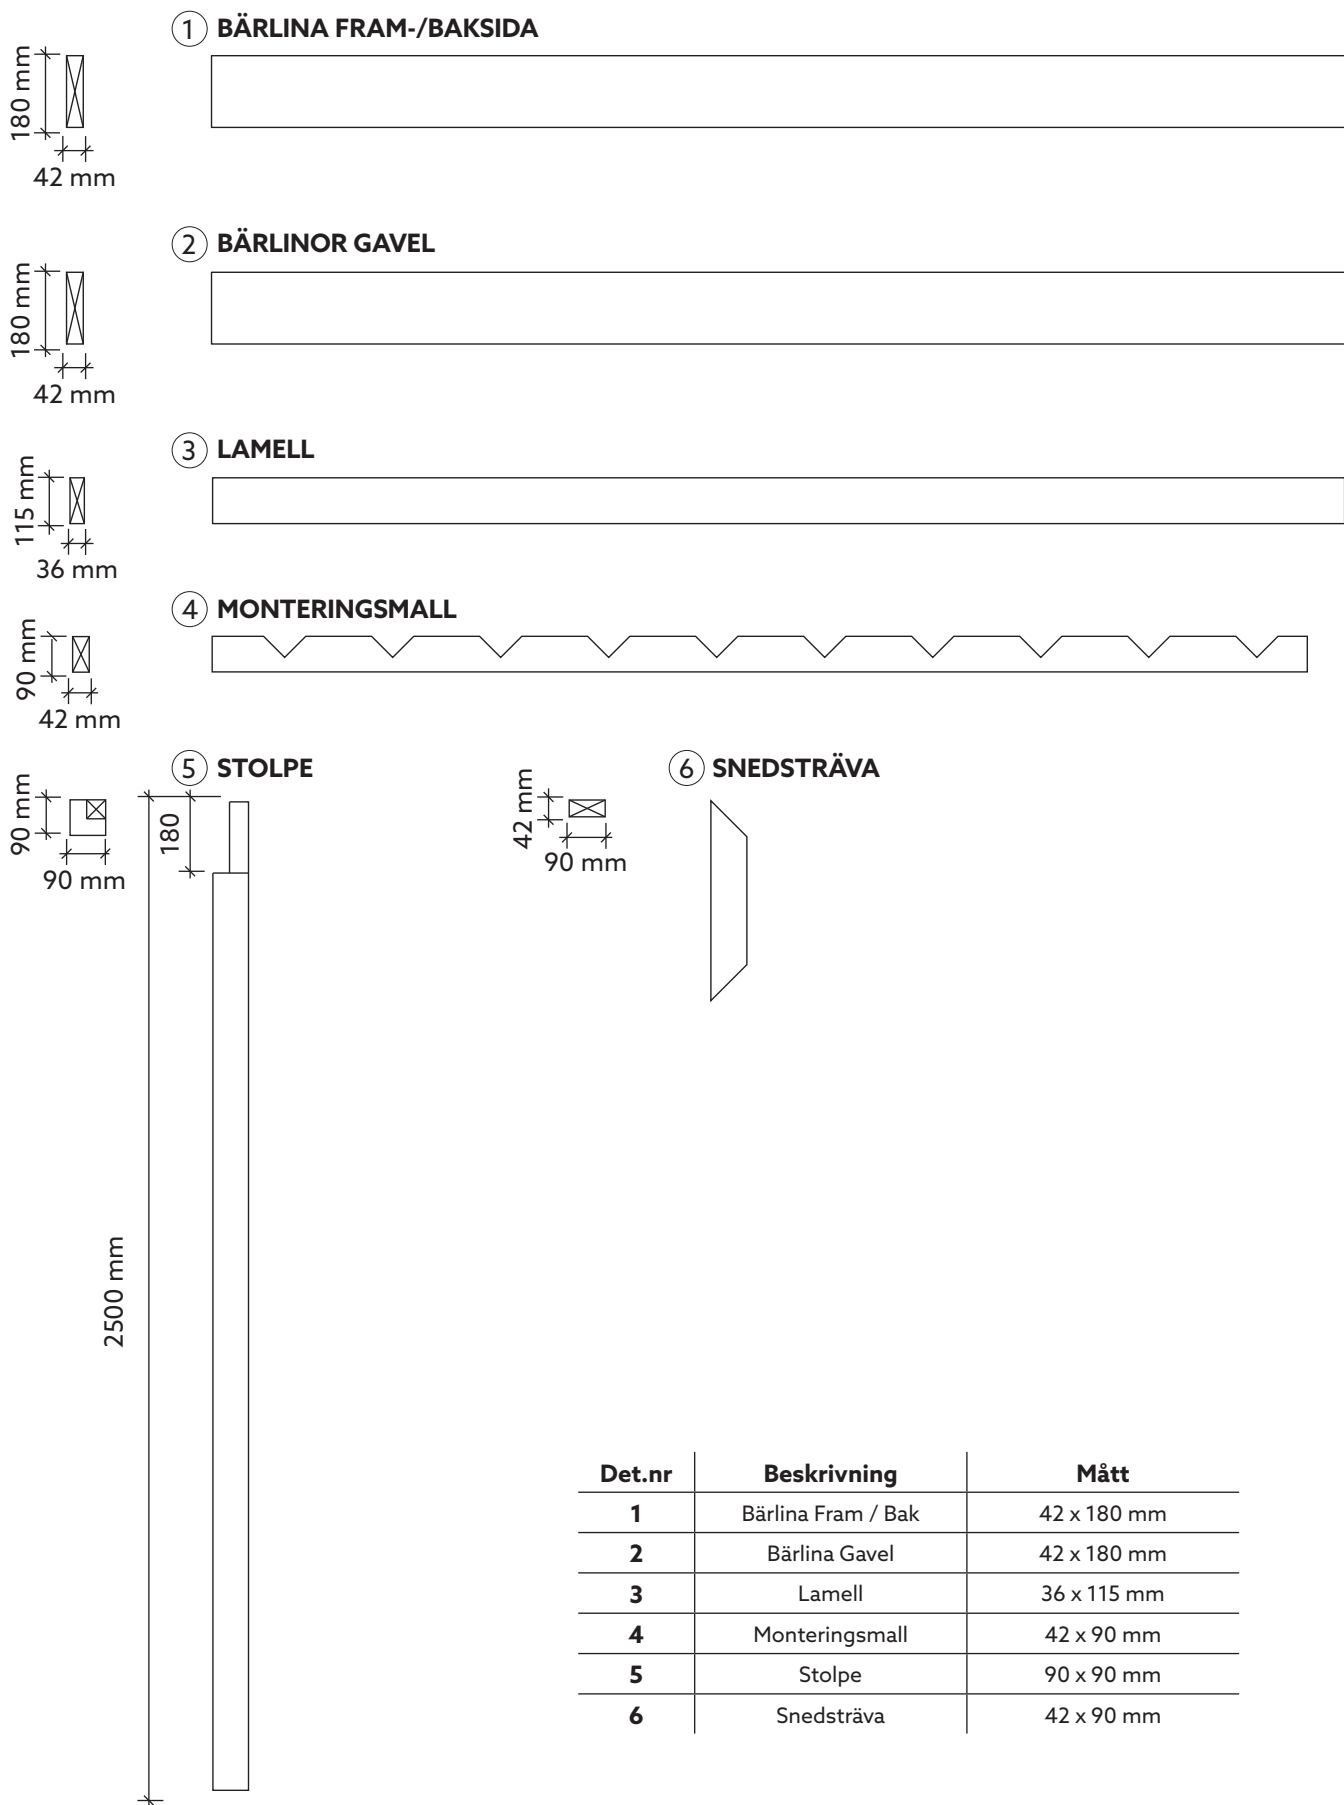 1 BÄRLINA FRAM-/BAKSIDA
180 mm
42 mm
2 BÄRLINOR GAVEL
180 mm
42 mm
3 LAMELL
115 mm
36 mm
4 MONTERINGSMALL
90 mm
42 mm
5 STOLPE
90 mm
90 mm
180
2500 mm
6 SNEDSTRÄVA
42 mm
90 mm
Det.nr Beskrivning Mått
1 Bärlina Fram / Bak 42 x 180 mm
2 Bärlina Gavel 42 x 180 mm
3 Lamell 36 x 115 mm
4 Monteringsmall 42 x 90 mm
5 Stolpe 90 x 90 mm
6 Snedsträva 42 x 90 mm